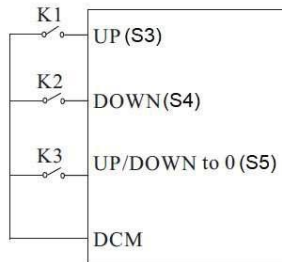 K1
UP (S3)
K2
DOWN(S4)
K3
UP/DOWN to 0 (S5)
DCM